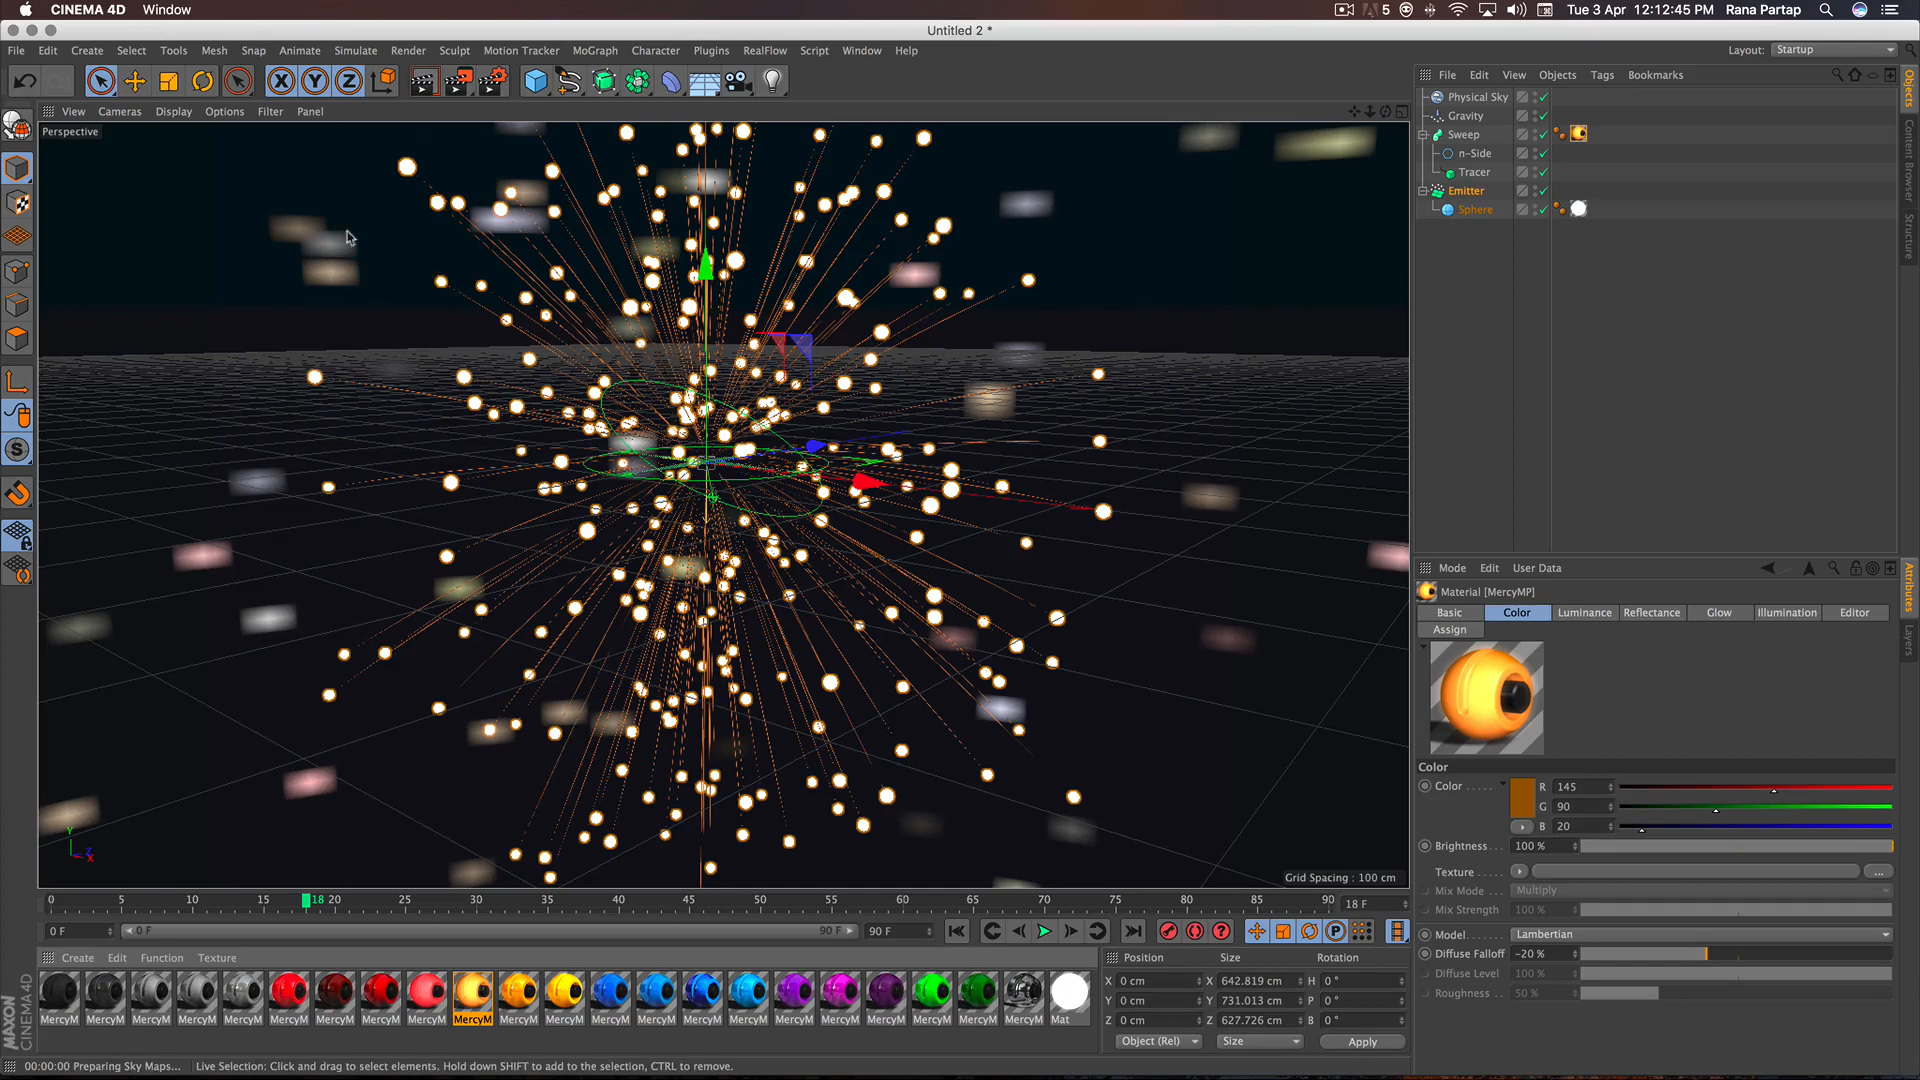 CINEMA 4D Window
5 Tue 3 Apr 12:12:45 PM Rana Partap
Untitled 2 *
File Edit Create Select Tools Mesh Snap Animate Simulate Render Sculpt Motion Tracker MoGraph Character Plugins RealFlow Script Window Help
Layout: Startup
File Edit View Objects Tags Bookmarks
View Cameras Display Options Filter Panel
Perspective
Physical Sky
Gravity
Sweep
n-Side
Tracer
Emitter
Sphere
Objects
Content Browser
Structure
Mode Edit User Data
Material [MercyMP]
Basic Color Luminance Reflectance Glow Illumination Editor
Assign
Attributes
Layers
Color
Color R 145
G 90
B 20
Brightness 100 %
Texture
Mix Mode Multiply
Mix Strength 100 %
Model Lambertian
Diffuse Falloff -20 %
Diffuse Level 100 %
Roughness 50 %
Y
Z
X
Grid Spacing : 100 cm
0 5 10 15 18 20 25 30 35 40 45 50 55 60 65 70 75 80 85 90 18 F
0 F 0 F 90 F 90 F
Create Edit Function Texture
MercyM MercyM MercyM MercyM MercyM MercyM MercyM MercyM MercyM MercyM MercyM MercyM MercyM MercyM MercyM MercyM MercyM MercyM MercyM MercyM MercyM MercyM Mat
Position Size Rotation
X 0 cm X 642.819 cm H 0 °
Y 0 cm Y 731.013 cm P 0 °
Z 0 cm Z 627.726 cm B 0 °
Object (Rel) Size Apply
MAXON CINEMA 4D
00:00:00 Preparing Sky Maps... Live Selection: Click and drag to select elements. Hold down SHIFT to add to the selection, CTRL to remove.